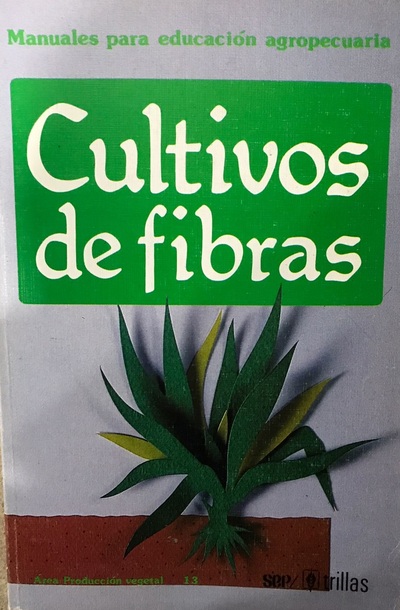 Manuales para educación agropecuaria
Cultivos
de fibras
Área Producción vegetal 13
SEP/ trillas